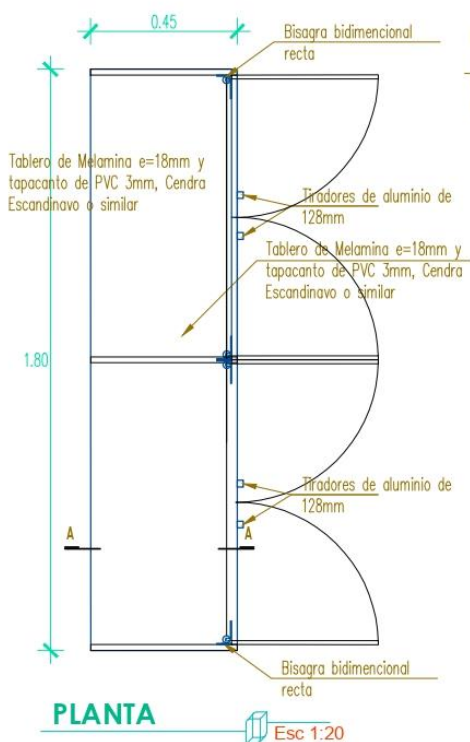 0.45
Bisagra bidimencional
recta
Tablero de Melamina e=18mm y
tapacanto de PVC 3mm, Cendra
Escandinavo o similar
Tiradores de aluminio de
128mm
Tablero de Melamina e=18mm y
tapacanto de PVC 3mm, Cendra
Escandinavo o similar
1.80
Tiradores de aluminio de
128mm
A A
Bisagra bidimencional
recta
PLANTA
Esc 1:20